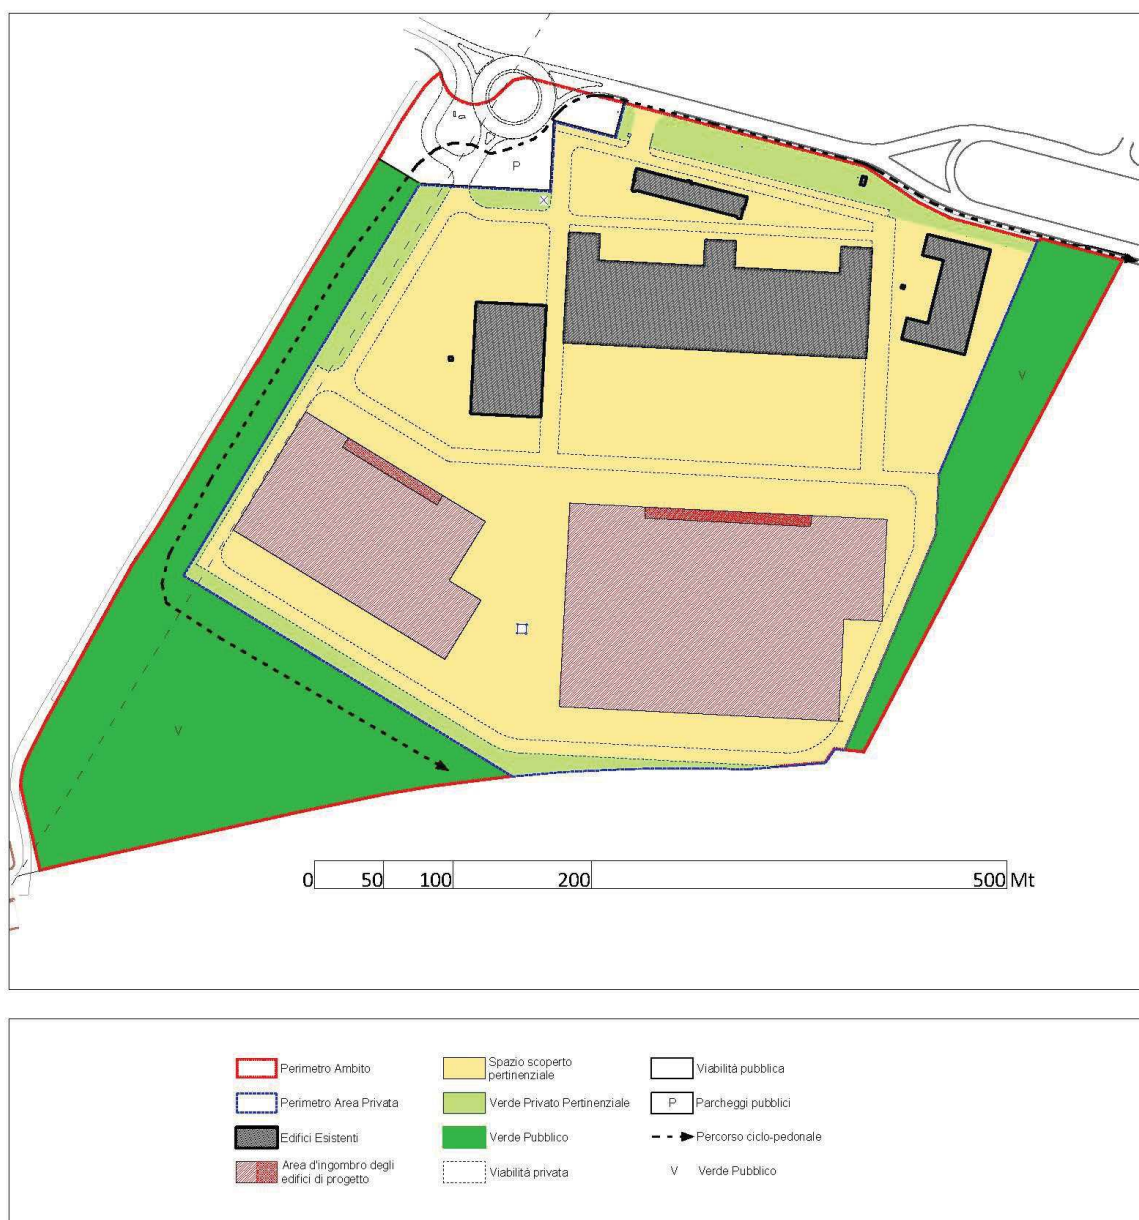 P
V
V
0 50 100 200 500 Mt
Perimetro Ambito
Perimetro Area Privata
Edifici Esistenti
Area d'ingombro degli
edifici di progetto
Spazio scoperto
pertinenziale
Verde Privato Pertinenziale
Verde Pubblico
Viabilità privata
Viabilità pubblica
P Parcheggi pubblici
Percorso ciclo-pedonale
V Verde Pubblico